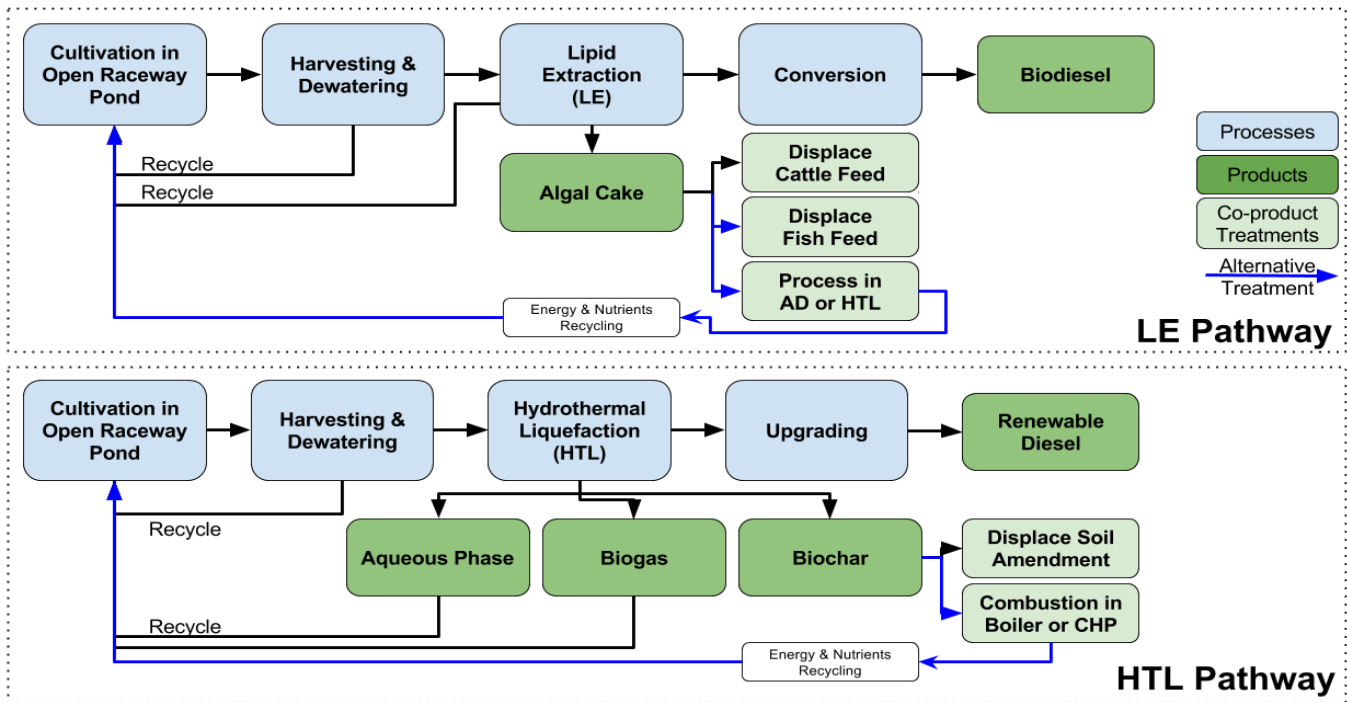 Cultivation in
Open Raceway
Pond
Harvesting &
Dewatering
Lipid
Extraction
(LE)
Conversion
Biodiesel
Recycle
Recycle
Algal Cake
Displace
Cattle Feed
Displace
Fish Feed
Process in
AD or HTL
Energy & Nutrients
Recycling
Processes
Products
Co-product
Treatments
Alternative
Treatment
LE Pathway
Cultivation in
Open Raceway
Pond
Harvesting &
Dewatering
Hydrothermal
Liquefaction
(HTL)
Upgrading
Renewable
Diesel
Recycle
Aqueous Phase
Biogas
Biochar
Displace Soil
Amendment
Combustion in
Boiler or CHP
Recycle
Energy & Nutrients
Recycling
HTL Pathway